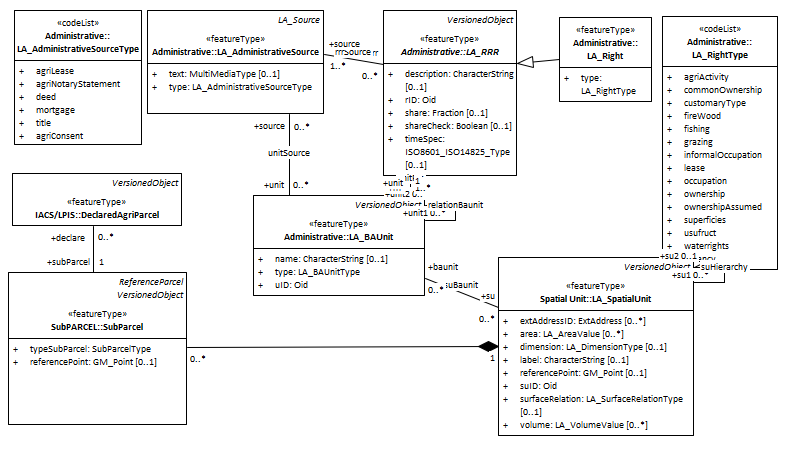 «codeList»
Administrative::
LA_AdministrativeSourceType
+ agriLease
+ agriNotaryStatement
+ deed
+ mortgage
+ title
+ agriConsent
LA_Source
«featureType»
Administrative::LA_AdministrativeSource
+ text: MultiMediaType [0..1]
+ type: LA_AdministrativeSourceType
+source
1..*
0..*
VersionedObject
«featureType»
Administrative::LA_RRR
+ description: CharacterString
[0..1]
+ rID: Oid
+ share: Fraction [0..1]
+ shareCheck: Boolean [0..1]
+ timeSpec:
ISO8601_ISO14825_Type
[0..1]
«featureType»
Administrative::
LA_Right
+ type:
LA_RightType
«codeList»
Administrative::
LA_RightType
+ agriActivity
+ commonOwnership
+ customaryType
+ fireWood
+ fishing
+ grazing
+ informalOccupation
+ lease
+ occupation
+ ownership
+ ownershipAssumed
+ superficies
+ usufruct
+ waterrights
+source 0..*
unitSource
+unit 0..*
+unit 1
1..*
+unit2 0..*
relationBaunit
+unit1 0..*
VersionedObject
«featureType»
Administrative::LA_BAUnit
+ name: CharacterString [0..1]
+ type: LA_BAUnitType
+ uID: Oid
VersionedObject
«featureType»
IACS/LPIS::DeclaredAgriParcel
+declare 0..*
+subParcel 1
ReferenceParcel
VersionedObject
«featureType»
SubPARCEL::SubParcel
+ typeSubParcel: SubParcelType
+ referencePoint: GM_Point [0..1]
0..*
1
+baunit
0..*
suBaunit
+su
0..*
+su2 0..1
suHierarchy
+su1 0..*
VersionedObject
«featureType»
Spatial Unit::LA_SpatialUnit
+ extAddressID: ExtAddress [0..*]
+ area: LA_AreaValue [0..*]
+ dimension: LA_DimensionType [0..1]
+ label: CharacterString [0..1]
+ referencePoint: GM_Point [0..1]
+ suID: Oid
+ surfaceRelation: LA_SurfaceRelationType
[0..1]
+ volume: LA_VolumeValue [0..*]